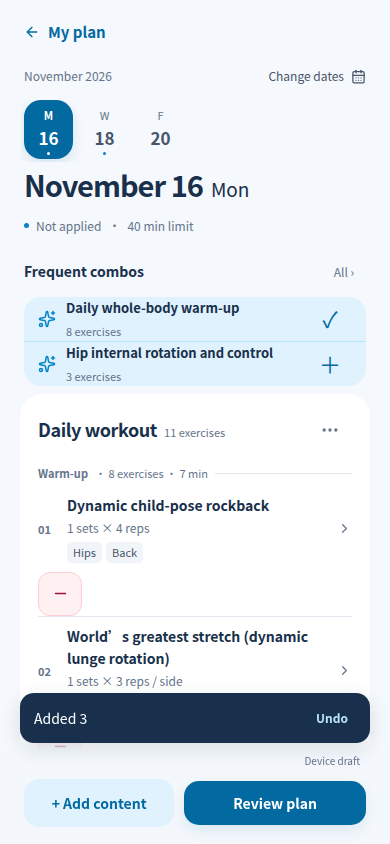 My plan
November 2026
Change dates
M
W
F
16
18
20
November 16 Mon
Not applied • 40 min limit
Frequent combos
All ›
Daily whole-body warm-up
8 exercises
Hip internal rotation and control
3 exercises
Daily workout 11 exercises
Warm-up • 8 exercises • 7 min
Dynamic child-pose rockback
01
1 sets × 4 reps
Hips Back
World’s greatest stretch (dynamic
lunge rotation)
02
1 sets × 3 reps / side
Added 3
Undo
Device draft
+ Add content
Review plan